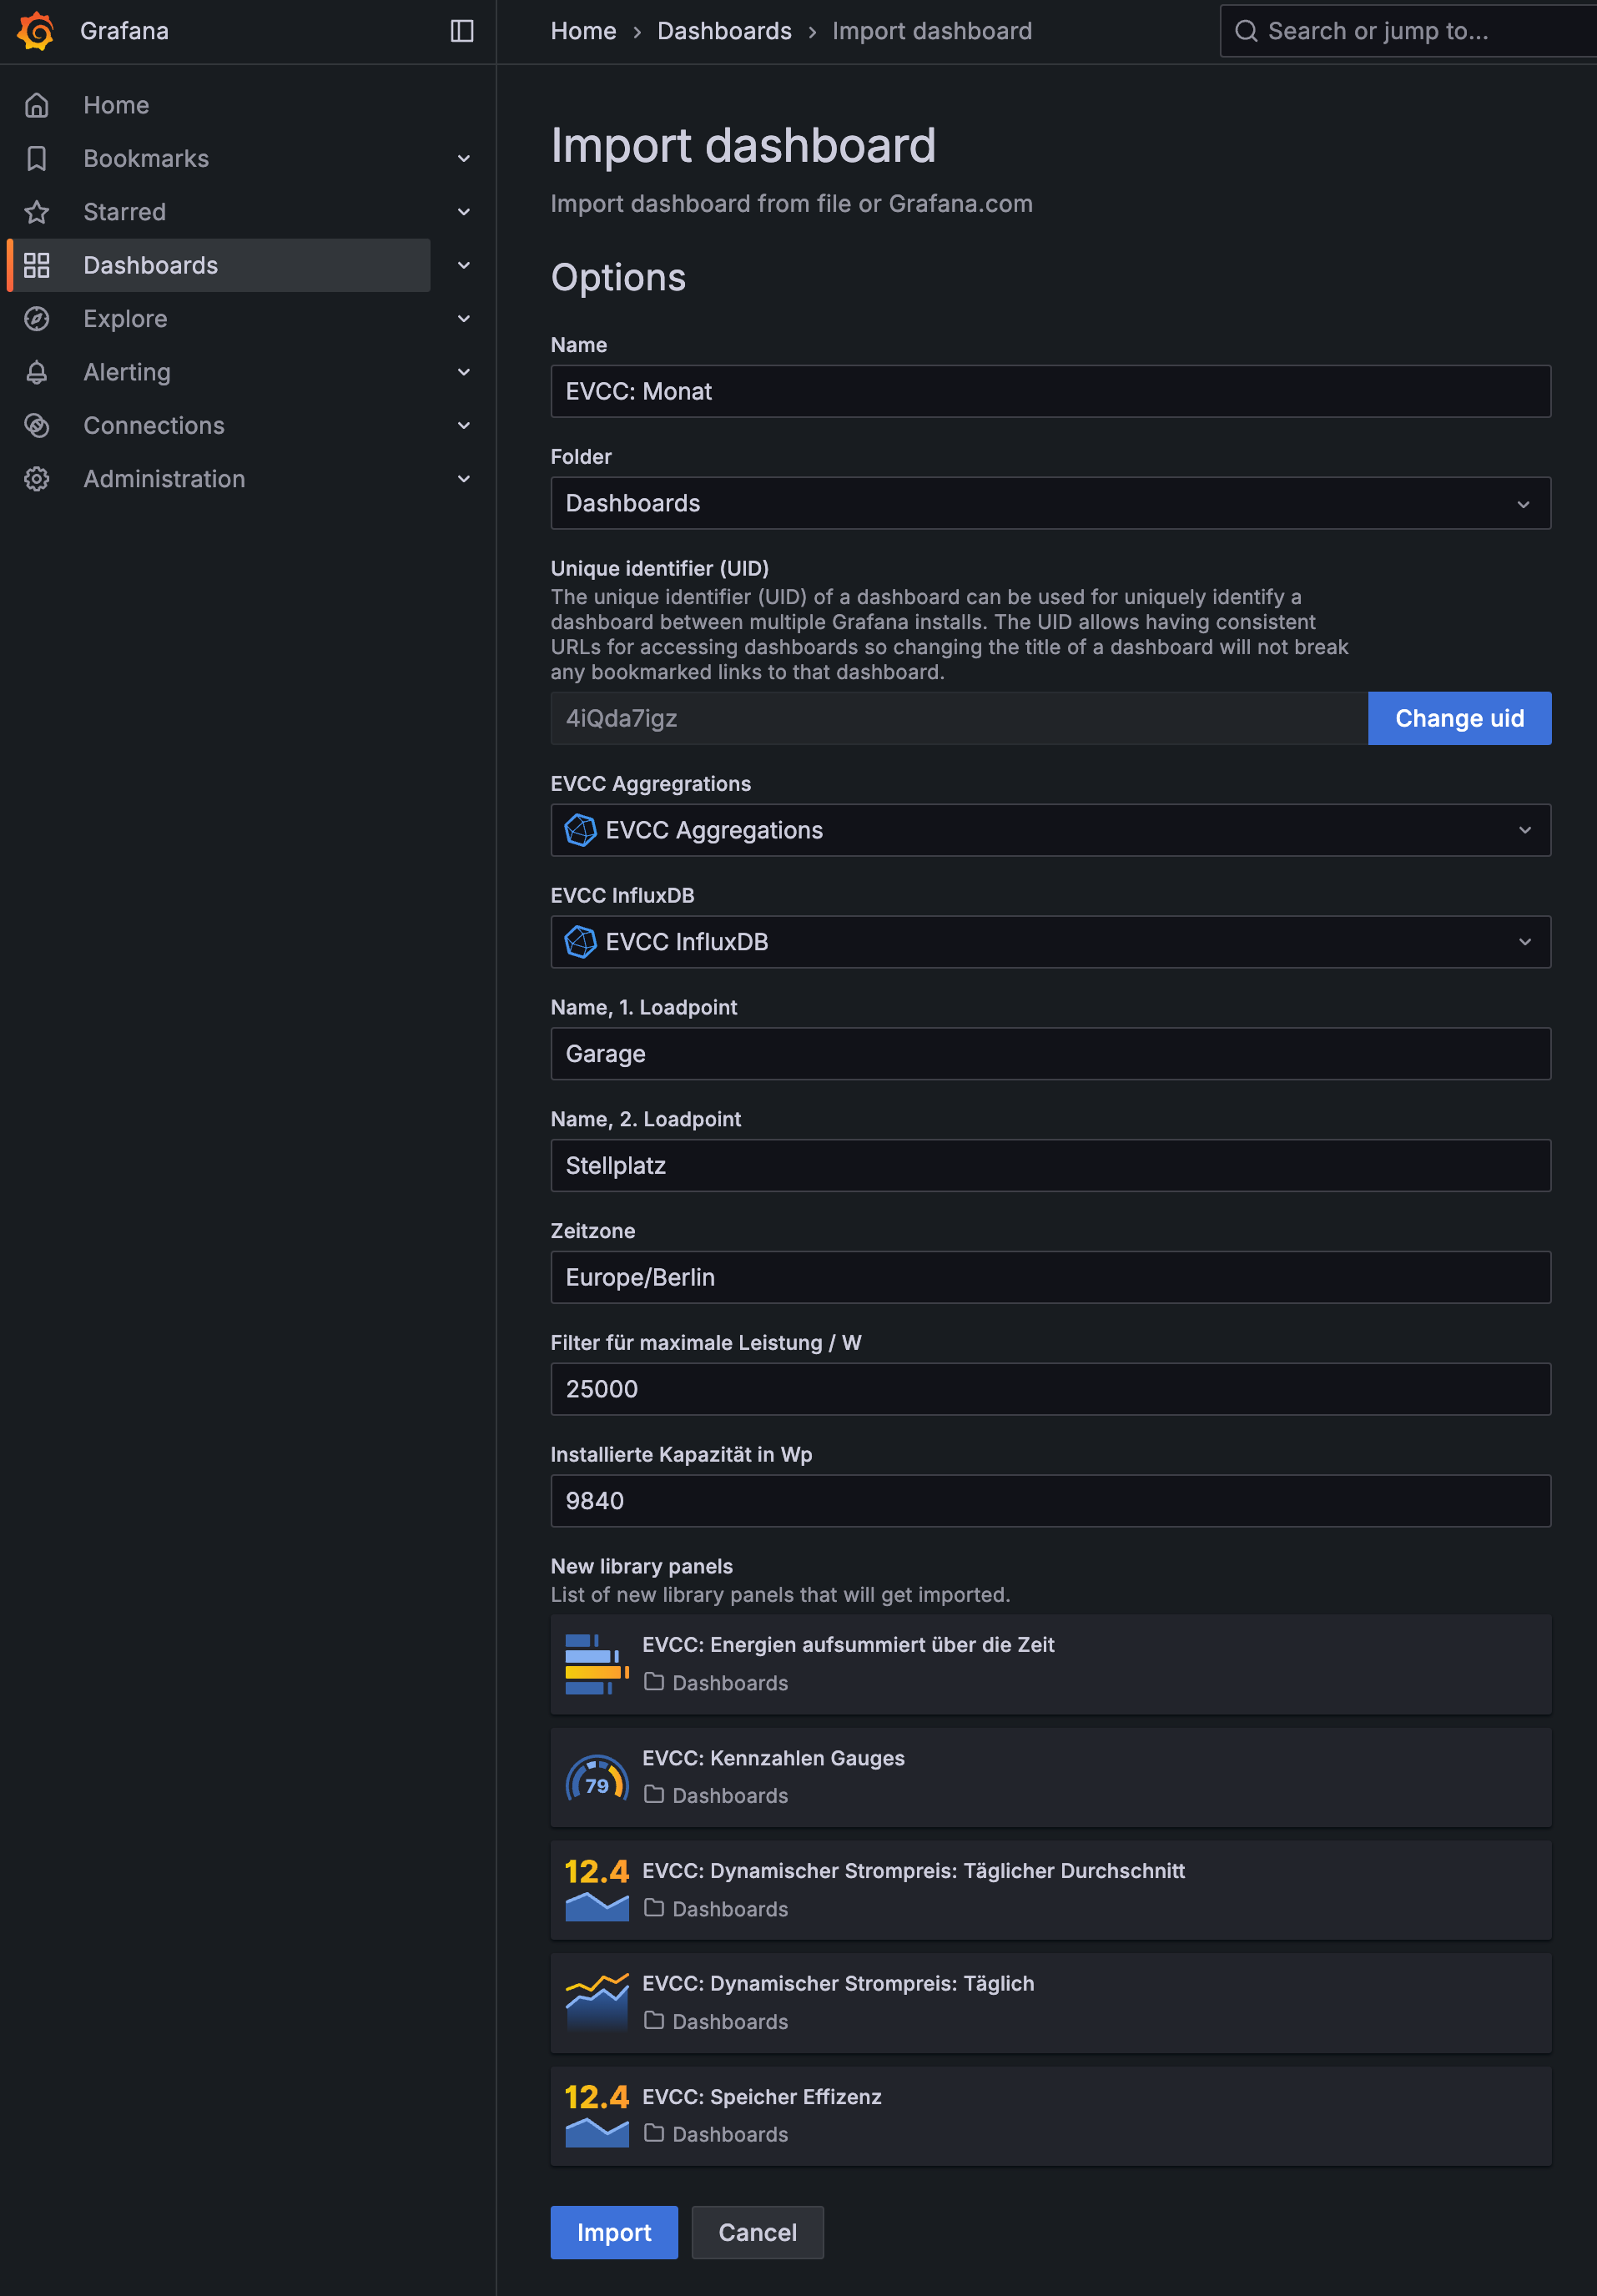 Grafana
Home
Bookmarks
Starred
Dashboards
Explore
Alerting
Connections
Administration
Home › Dashboards › Import dashboard
Search or jump to...
Import dashboard
Import dashboard from file or Grafana.com
Options
Name
EVCC: Monat
Folder
Dashboards
Unique identifier (UID)
The unique identifier (UID) of a dashboard can be used for uniquely identify a
dashboard between multiple Grafana installs. The UID allows having consistent
URLs for accessing dashboards so changing the title of a dashboard will not break
any bookmarked links to that dashboard.
4iQda7igz
Change uid
EVCC Aggregrations
EVCC Aggregations
EVCC InfluxDB
EVCC InfluxDB
Name, 1. Loadpoint
Garage
Name, 2. Loadpoint
Stellplatz
Zeitzone
Europe/Berlin
Filter für maximale Leistung / W
25000
Installierte Kapazität in Wp
9840
New library panels
List of new library panels that will get imported.
EVCC: Energien aufsummiert über die Zeit
Dashboards
79
EVCC: Kennzahlen Gauges
Dashboards
12.4
EVCC: Dynamischer Strompreis: Täglicher Durchschnitt
Dashboards
EVCC: Dynamischer Strompreis: Täglich
Dashboards
12.4
EVCC: Speicher Effizenz
Dashboards
Import
Cancel